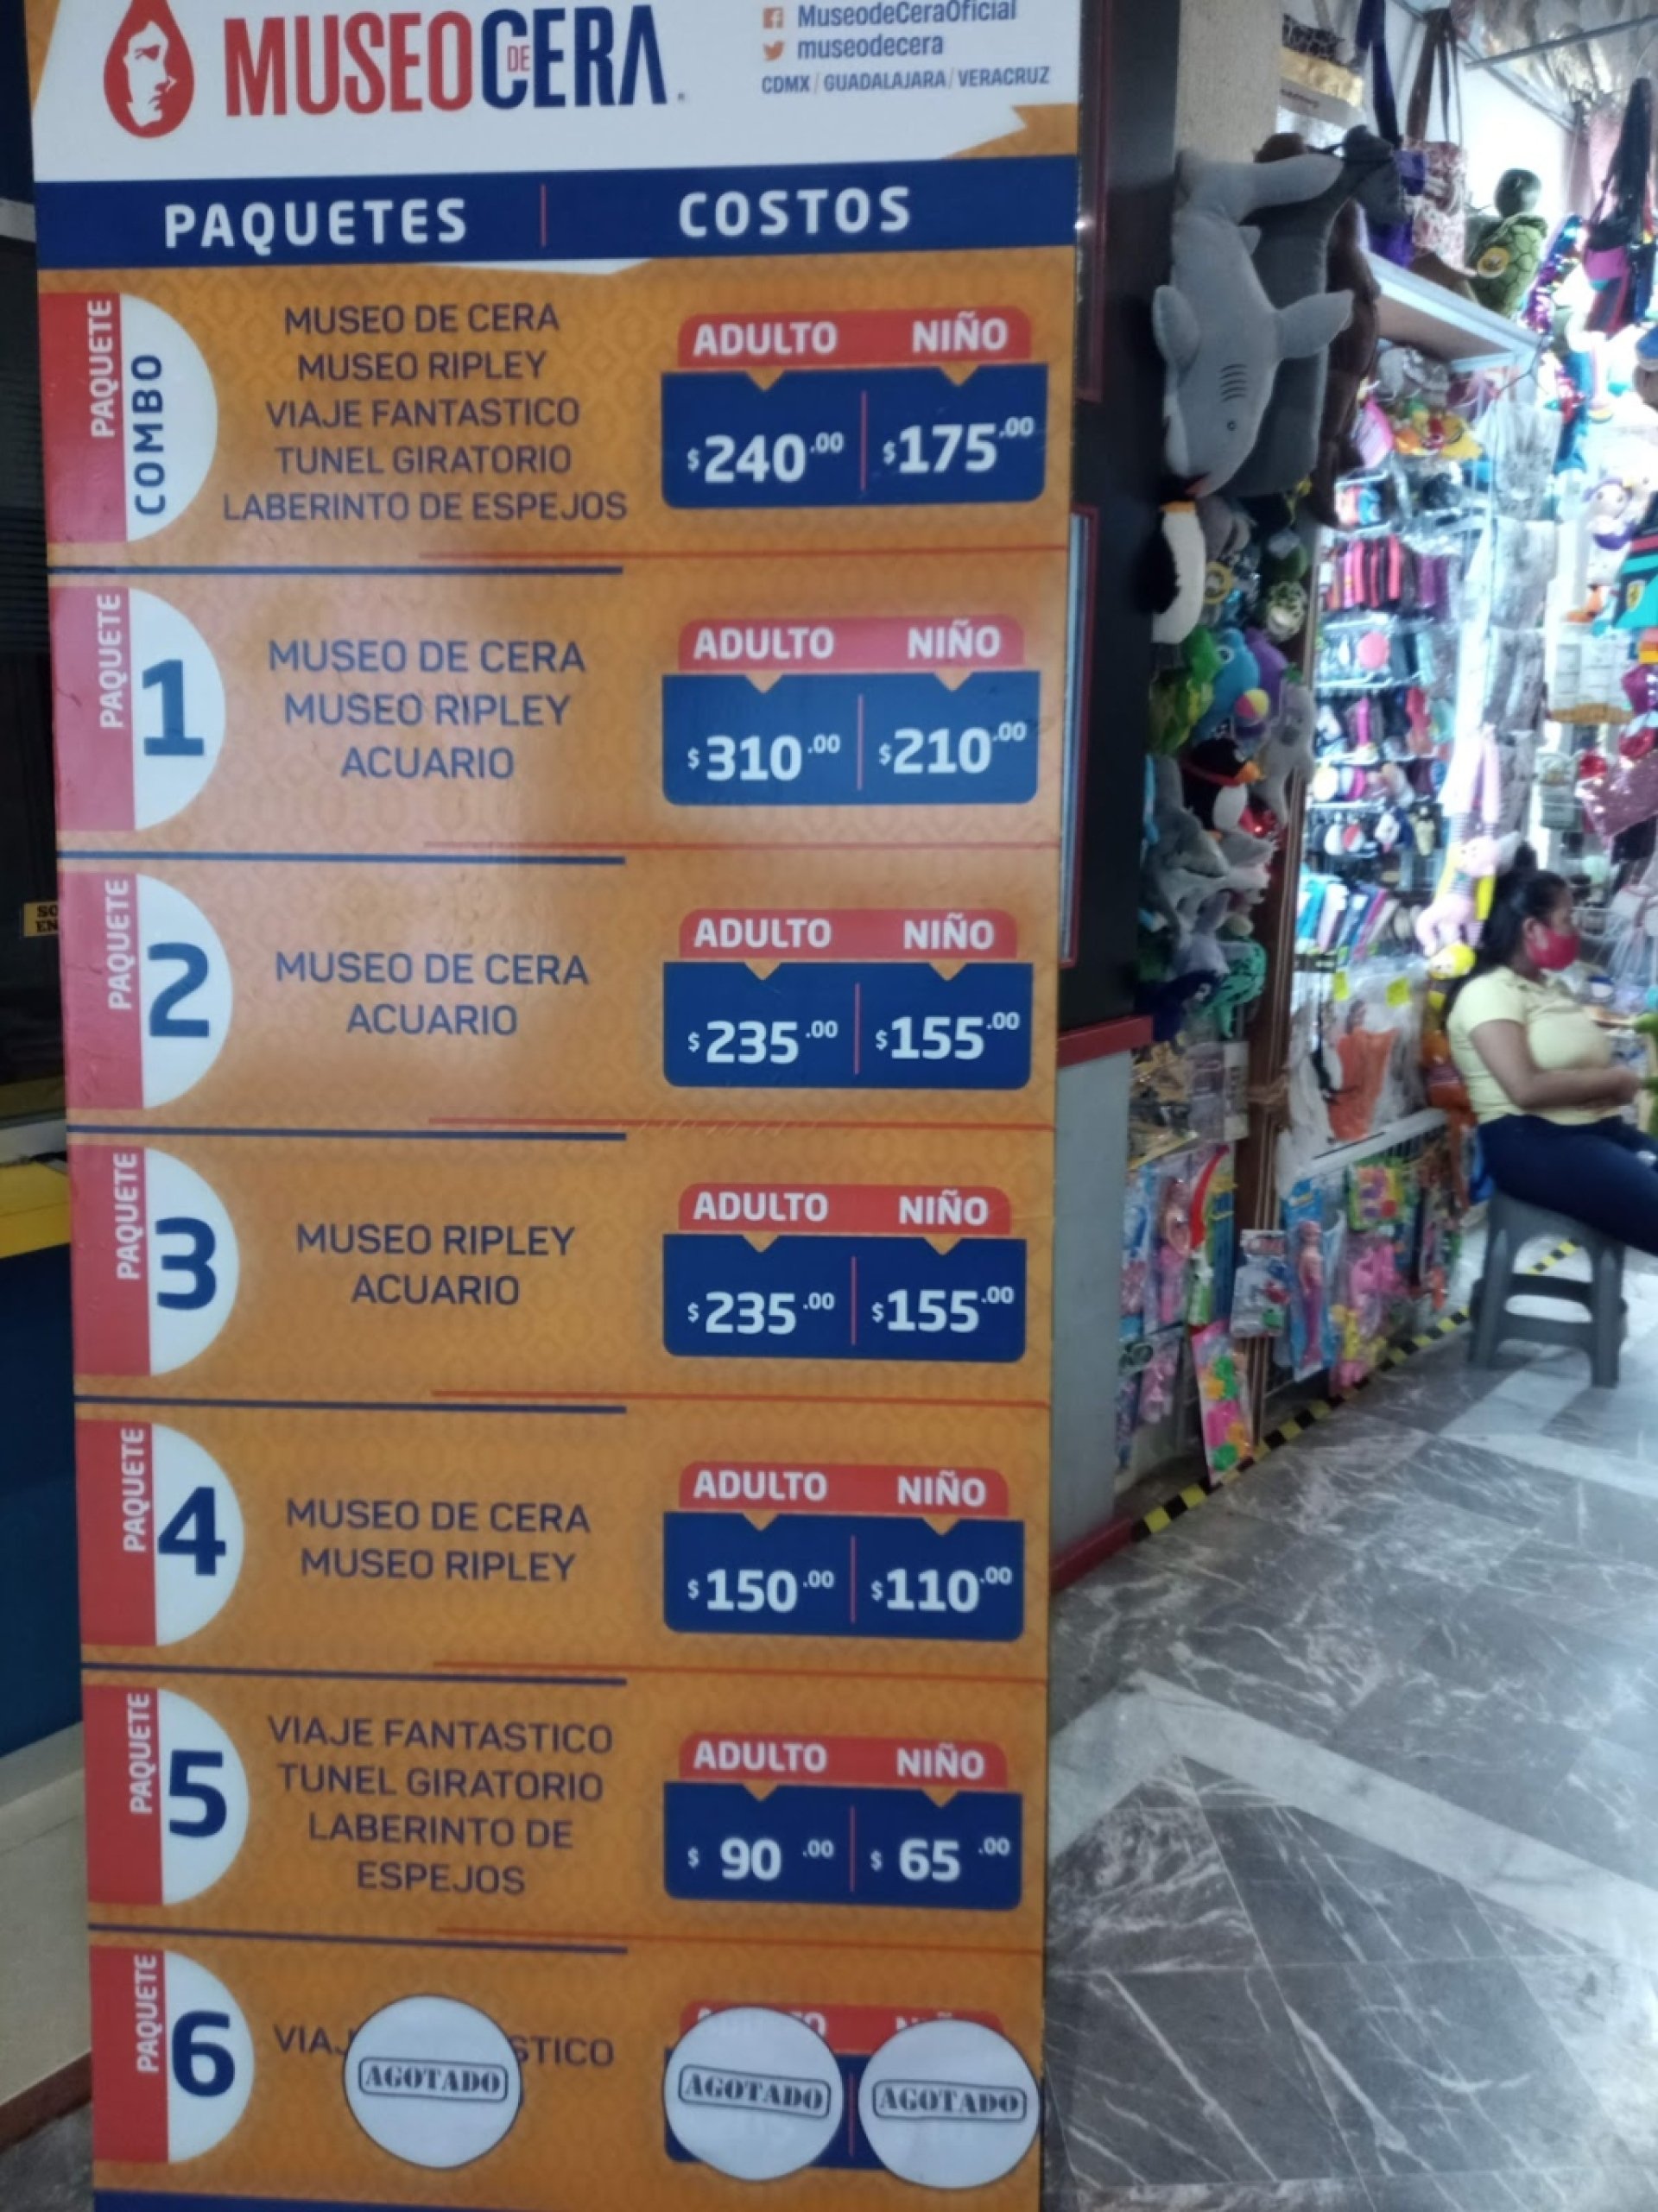 MUSEO DE CERA
MuseodeCeraOficial
museodecera
CDMX / GUADALAJARA / VERACRUZ
PAQUETES | COSTOS
PAQUETE COMBO
MUSEO DE CERA
MUSEO RIPLEY
VIAJE FANTASTICO
TUNEL GIRATORIO
LABERINTO DE ESPEJOS
ADULTO NIÑO
$240.00 $175.00
PAQUETE 1
MUSEO DE CERA
MUSEO RIPLEY
ACUARIO
ADULTO NIÑO
$310.00 $210.00
PAQUETE 2
MUSEO DE CERA
ACUARIO
ADULTO NIÑO
$235.00 $155.00
PAQUETE 3
MUSEO RIPLEY
ACUARIO
ADULTO NIÑO
$235.00 $155.00
PAQUETE 4
MUSEO DE CERA
MUSEO RIPLEY
ADULTO NIÑO
$150.00 $110.00
PAQUETE 5
VIAJE FANTASTICO
TUNEL GIRATORIO
LABERINTO DE
ESPEJOS
ADULTO NIÑO
$90.00 $65.00
PAQUETE 6
AGOTADO
AGOTADO
AGOTADO